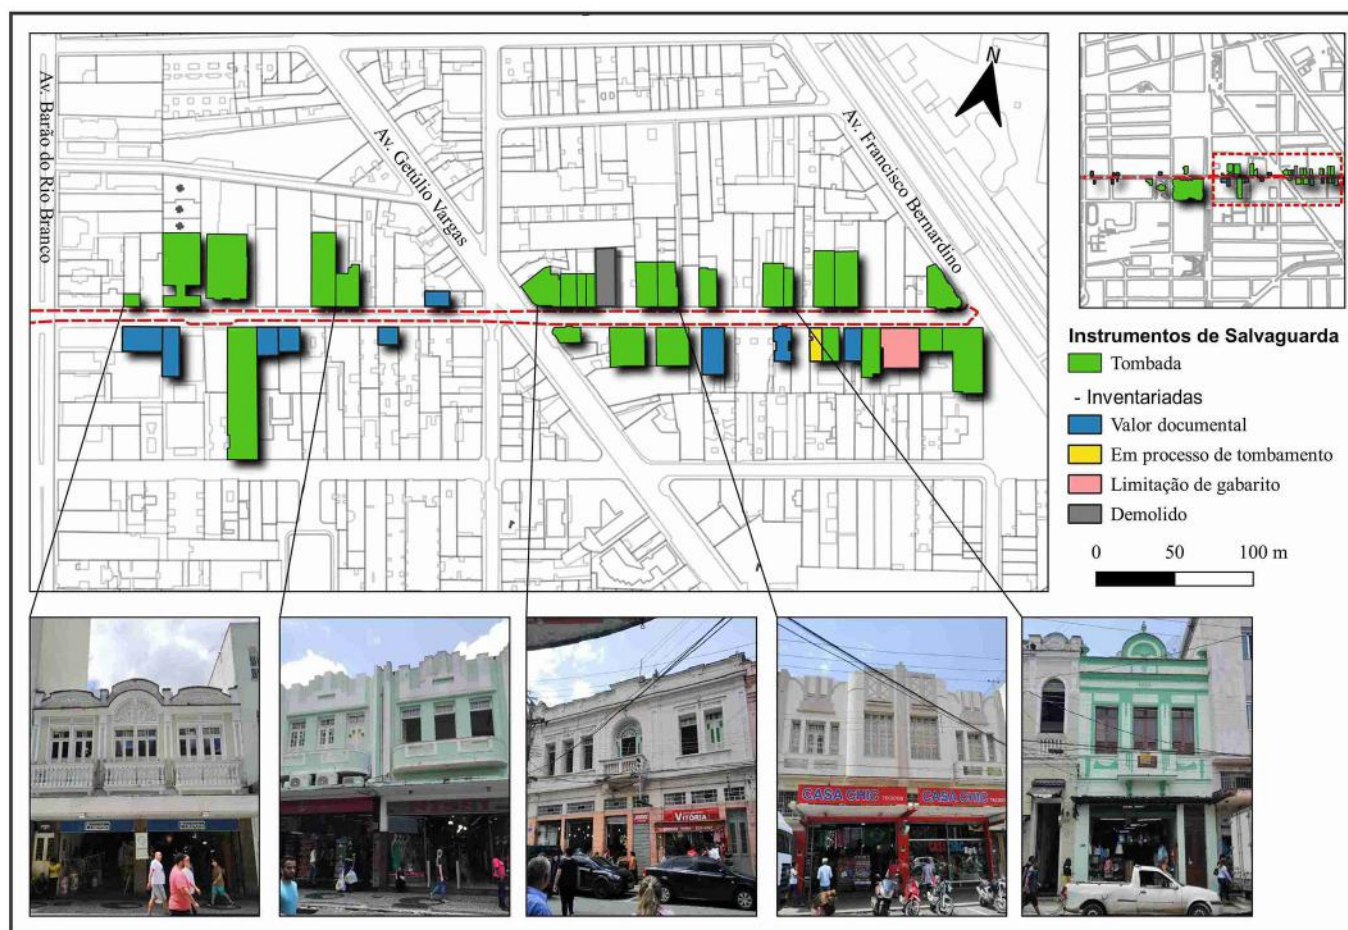 Av. Barão do Rio Branco
Av. Getúlio Vargas
Av. Francisco Bernardino
N
Instrumentos de Salvaguarda
Tombada
- Inventariadas
Valor documental
Em processo de tombamento
Limitação de gabarito
Demolido
0 50 100 m
VITÓRIA
CASA CHIC TECIDOS
CASA CHIC